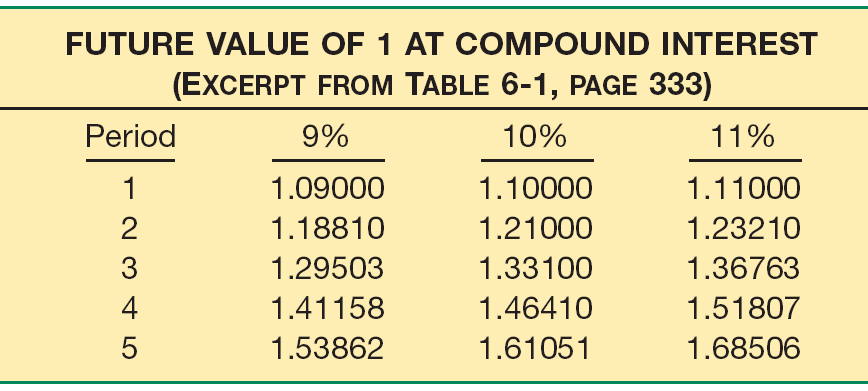 FUTURE VALUE OF 1 AT COMPOUND INTEREST
(EXCERPT FROM TABLE 6-1, PAGE 333)
Period 9% 10% 11%
1 1.09000 1.10000 1.11000
2 1.18810 1.21000 1.23210
3 1.29503 1.33100 1.36763
4 1.41158 1.46410 1.51807
5 1.53862 1.61051 1.68506